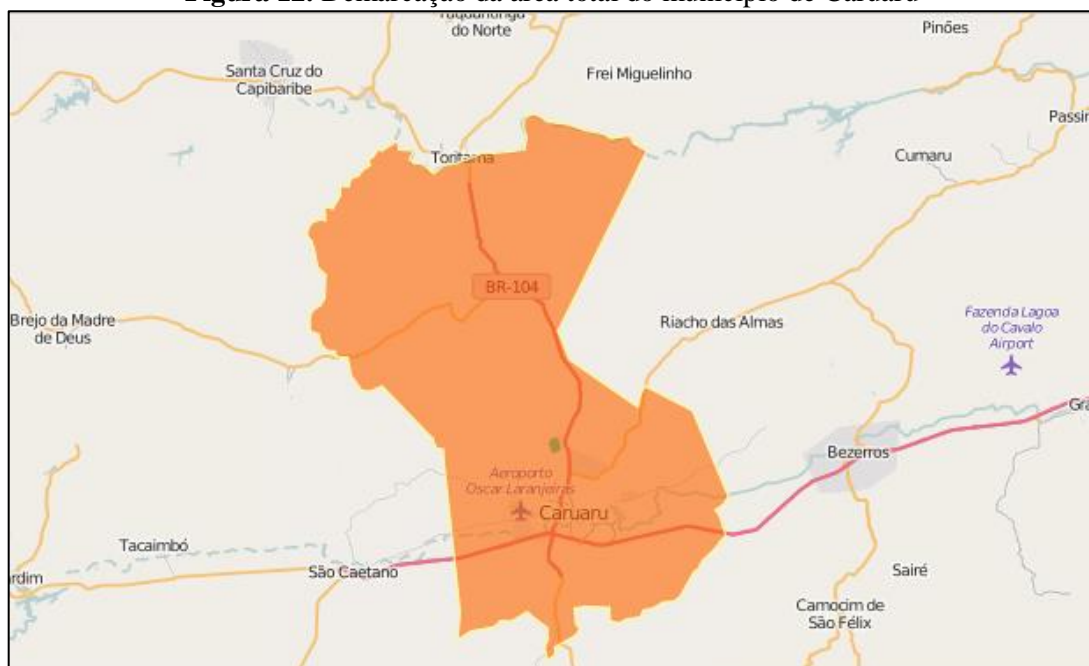 Figura 12: Demarcação da área total do município de Caruaru
do Norte
Pinões
Santa Cruz do
Capibaribe
Frei Miguelinho
Cumaru
BR-104
Brejo da Madre
de Deus
Riacho das Almas
Fazenda Lagoa
do Cavalo
Airport
Bezerros
Aeroporto
Oscar Laranjeiras
Caruaru
Tacaimbó
São Caetano
Sairé
Camocim de
São Félix